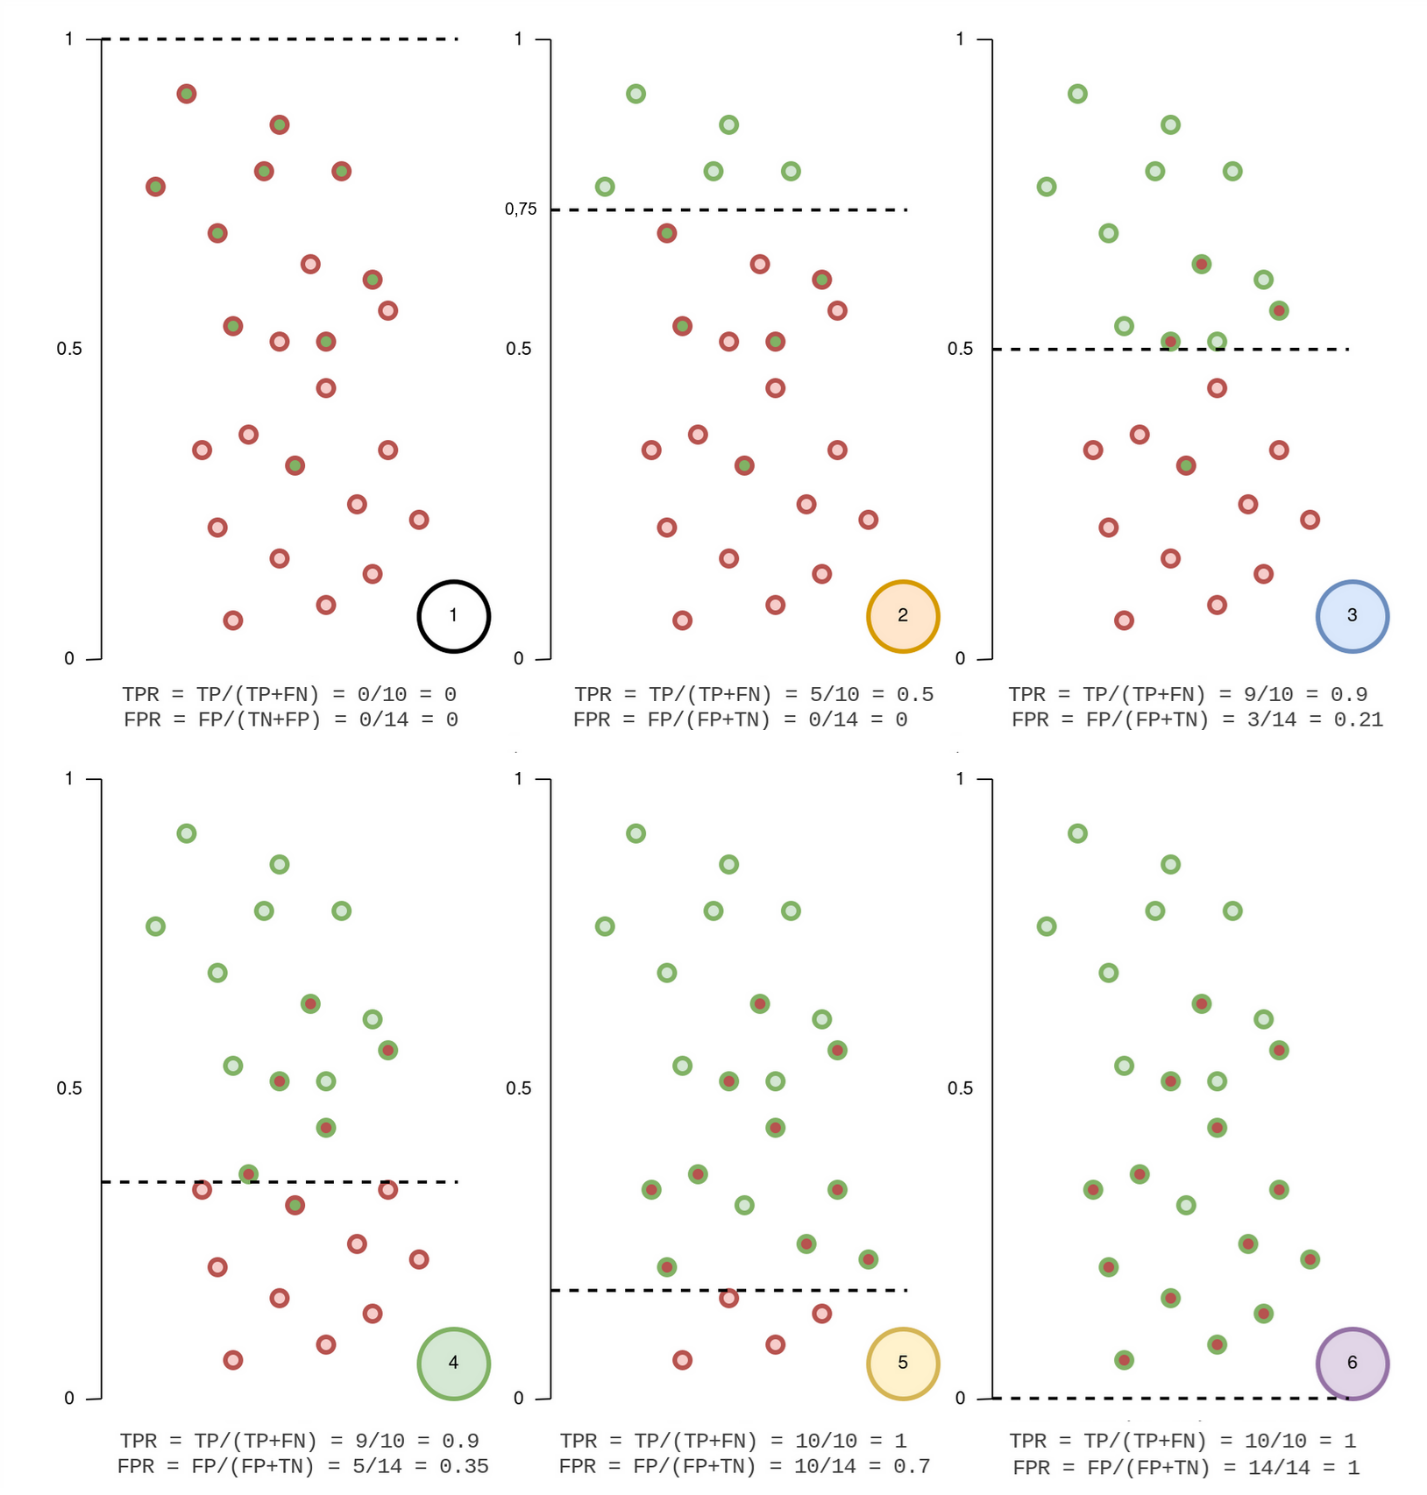 1
0.5
0
1
TPR = TP/(TP+FN) = 0/10 = 0
FPR = FP/(TN+FP) = 0/14 = 0
1
0,75
0.5
0
2
TPR = TP/(TP+FN) = 5/10 = 0.5
FPR = FP/(FP+TN) = 0/14 = 0
1
0.5
0
3
TPR = TP/(TP+FN) = 9/10 = 0.9
FPR = FP/(FP+TN) = 3/14 = 0.21
1
0.5
0
4
TPR = TP/(TP+FN) = 9/10 = 0.9
FPR = FP/(FP+TN) = 5/14 = 0.35
1
0.5
0
5
TPR = TP/(TP+FN) = 10/10 = 1
FPR = FP/(FP+TN) = 10/14 = 0.7
1
0.5
0
6
TPR = TP/(TP+FN) = 10/10 = 1
FPR = FP/(FP+TN) = 14/14 = 1